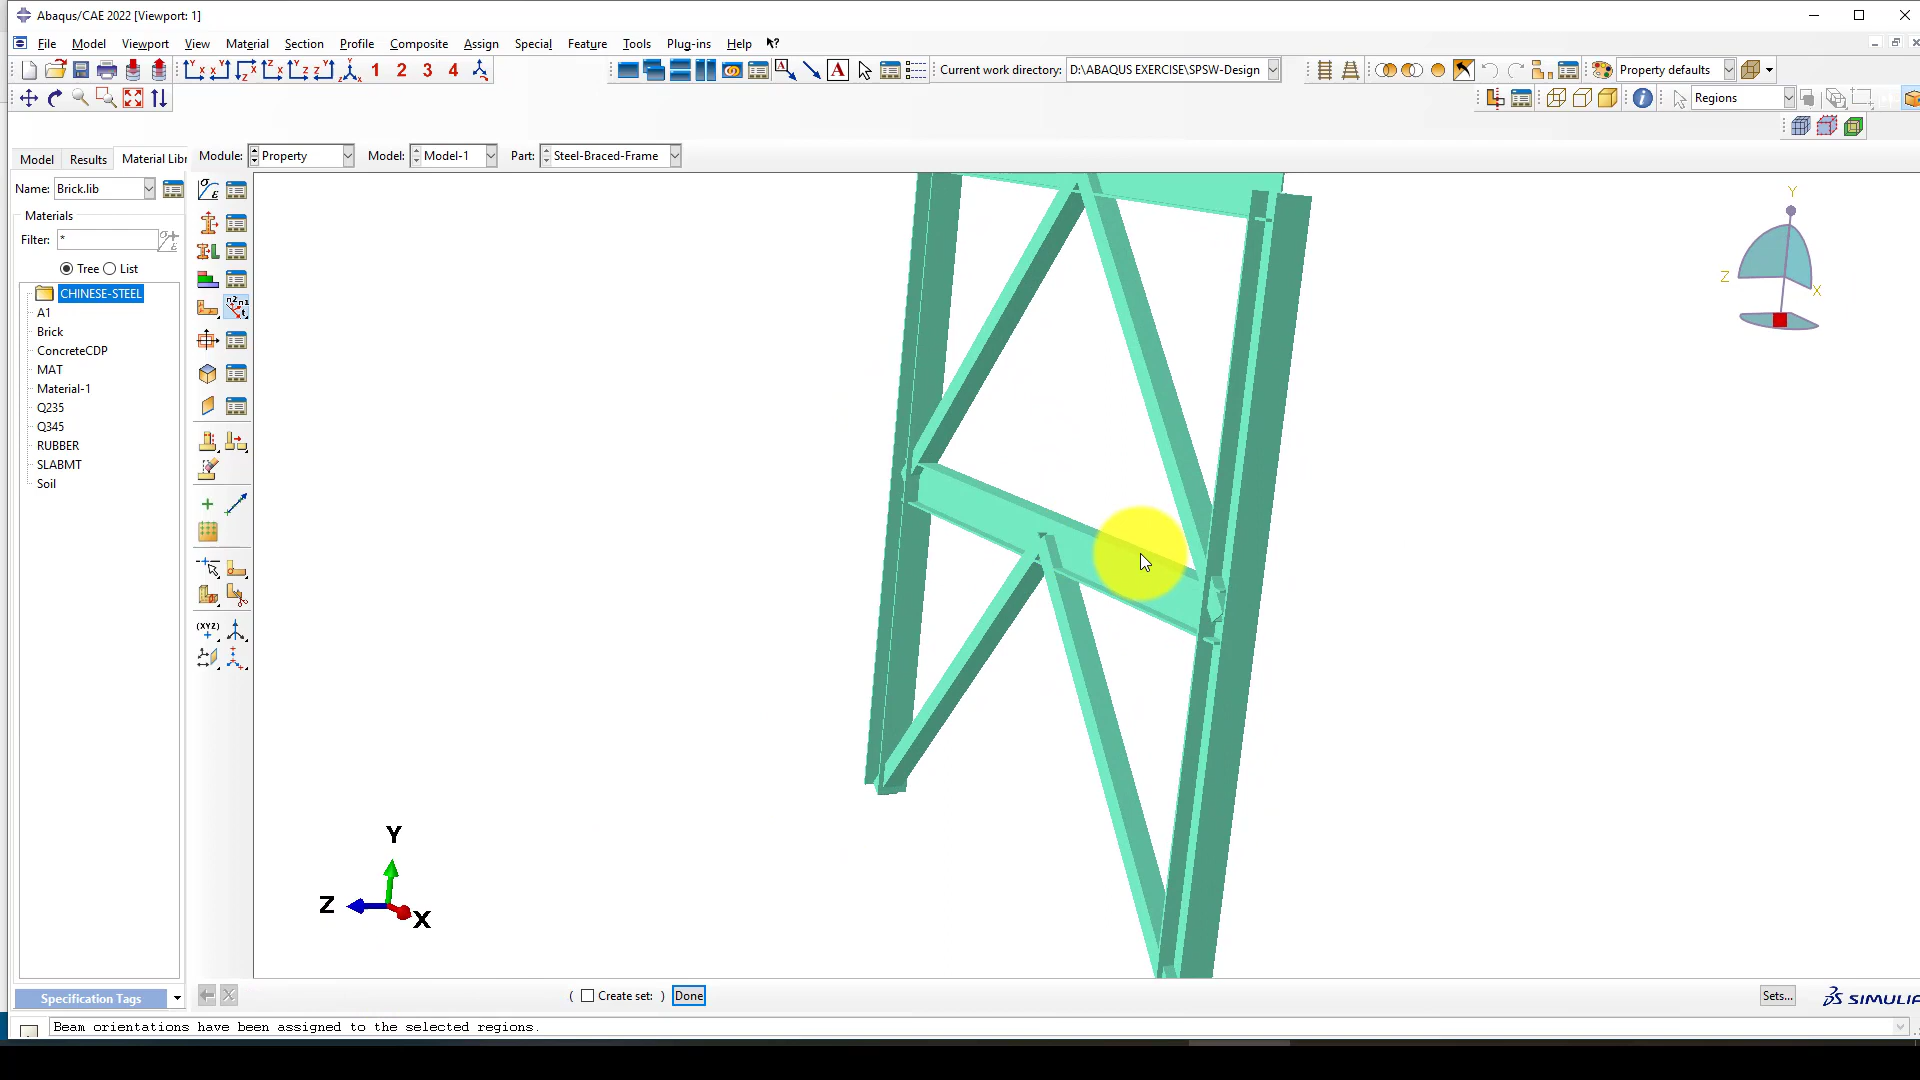 Abaqus/CAE 2022 [Viewport: 1]
File Model Viewport View Material Section Profile Composite Assign Special Feature Tools Plug-ins Help
1 2 3 4 A Current work directory: D:\ABAQUS EXERCISE\SPSW-Design Property defaults
Regions
Model Results Material Libr Module: Property Model: Model-1 Part: Steel-Braced-Frame
Name: Brick.lib
Materials
Filter: *
Tree List
CHINESE-STEEL
A1
Brick
ConcreteCDP
MAT
Material-1
Q235
Q345
RUBBER
SLABMT
Soil
(XYZ)
Y
Z
X
Y
Z
X
Specification Tags
( Create set: ) Done
Sets...
SIMULIA
Beam orientations have been assigned to the selected regions.